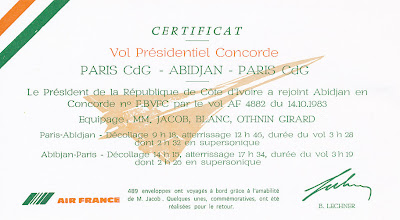 CERTIFICAT
Vol Présidentiel Concorde
PARIS CdG - ABIDJAN - PARIS CdG
Le Président de la République de Côte d'Ivoire a rejoint Abidjan en
Concorde n° F.BVFC par le vol AF 4882 du 14.10.1983
Equipage : MM, JACOB, BLANC, OTHNIN GIRARD
Paris-Abidjan - Décollage 9 h 18, atterrissage 12 h 46, durée du vol 3 h 28
dont 2 h 32 en supersonique
Abibjan-Paris - Décollage 14 h 15, atterrissage 17 h 34, durée du vol 3 h 19
dont 2 h 26 en supersonique
AIR FRANCE
489 enveloppes ont voyagés à bord grâce à l'amabilité
de M. Jacob. Quelques unes, commémoratives, ont été
réalisées pour le retour.
E. LECHNER